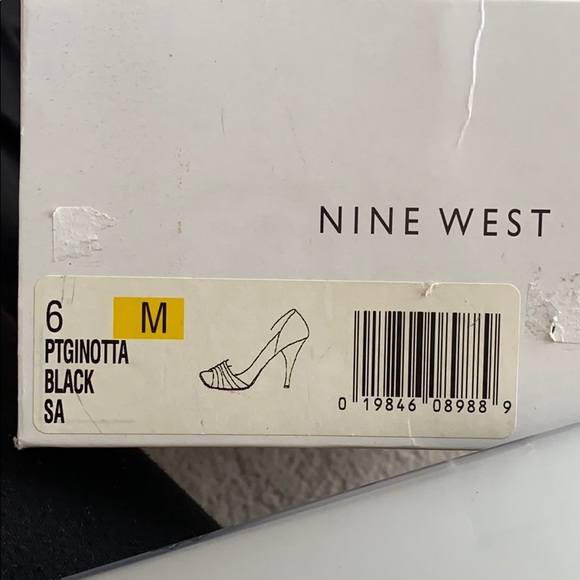 NINE WEST
6 M
PTGINOTTA
BLACK
SA
0 19846 08988 9